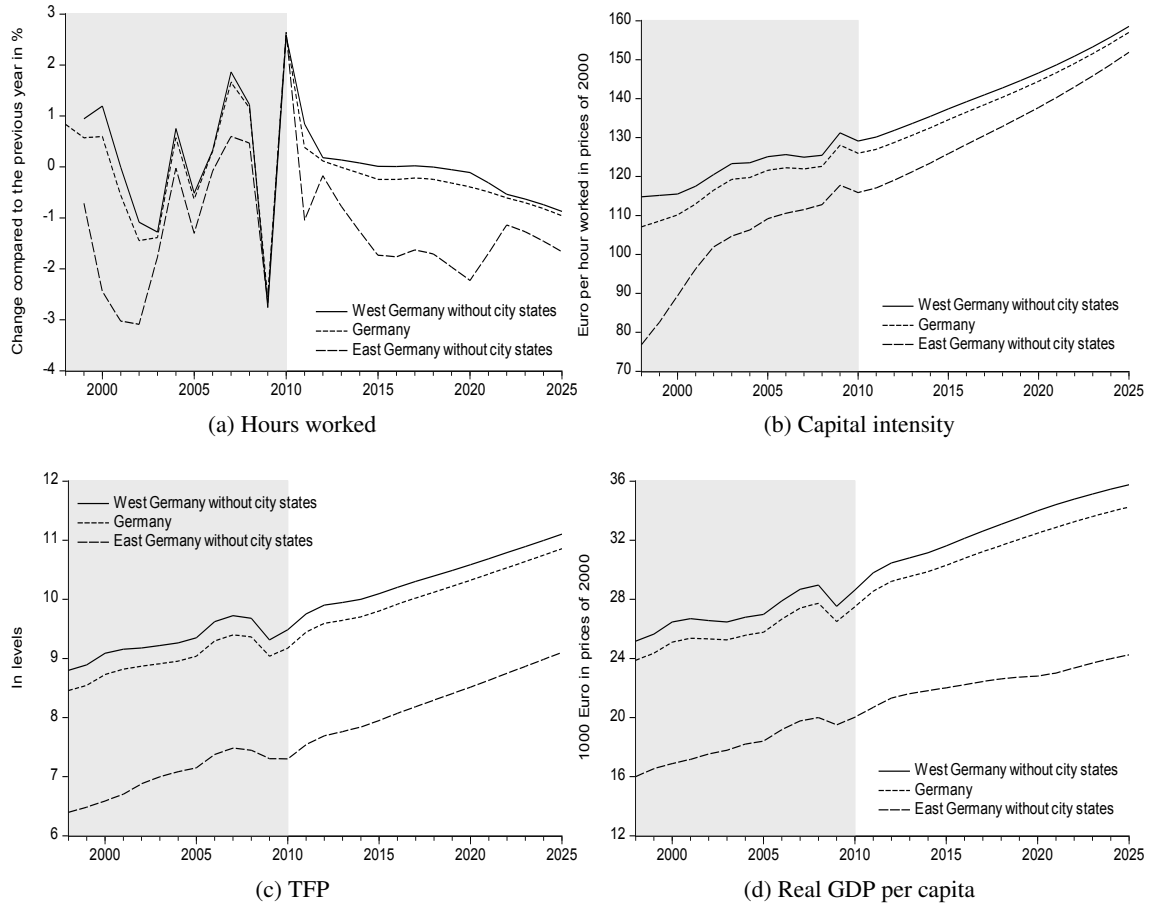 Change compared to the previous year in %
3
2
1
0
-1
-2
-3
-4
2000 2005 2010 2015 2020 2025
West Germany without city states
Germany
East Germany without city states
(a) Hours worked
Euro per hour worked in prices of 2000
160
150
140
130
120
110
100
90
80
70
2000 2005 2010 2015 2020 2025
West Germany without city states
Germany
East Germany without city states
(b) Capital intensity
In levels
12
11
10
9
8
7
6
2000 2005 2010 2015 2020 2025
West Germany without city states
Germany
East Germany without city states
(c) TFP
1000 Euro in prices of 2000
36
32
28
24
20
16
12
2000 2005 2010 2015 2020 2025
West Germany without city states
Germany
East Germany without city states
(d) Real GDP per capita